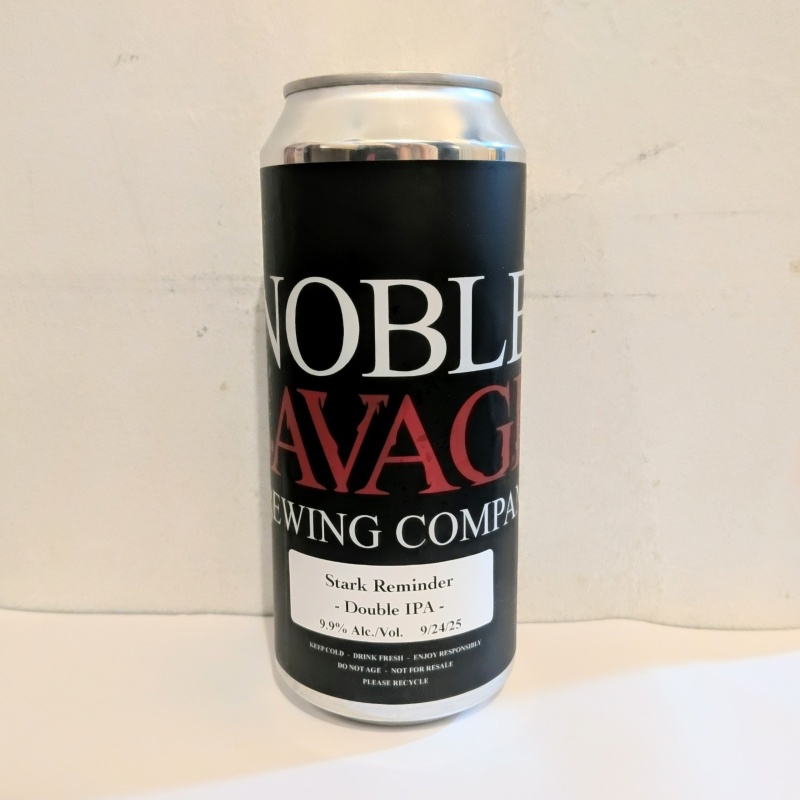 NOBLE
AVAG
EWING COMPA
Stark Reminder
- Double IPA -
9.9% Alc./Vol. 9/24/25
KEEP COLD - DRINK FRESH - ENJOY RESPONSIBLY
DO NOT AGE - NOT FOR RESALE
PLEASE RECYCLE